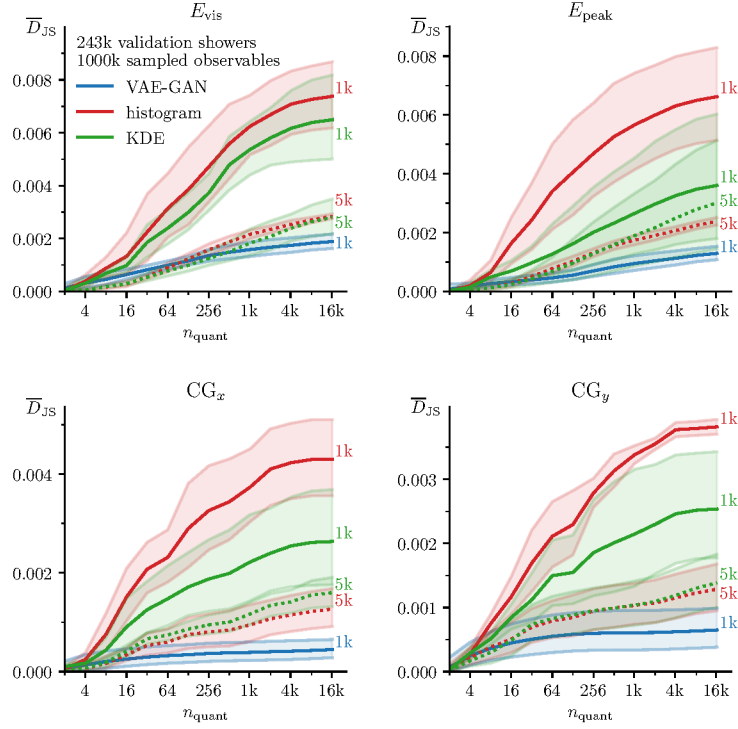 E_vis
D̅_JS
243k validation showers
1000k sampled observables
VAE-GAN
histogram
KDE
0.008
0.006
0.004
0.002
0.000
1k
1k
5k
5k
1k
4 16 64 256 1k 4k 16k
n_quant
E_peak
D̅_JS
0.008
0.006
0.004
0.002
0.000
1k
1k
5k
5k
1k
4 16 64 256 1k 4k 16k
n_quant
CG_x
D̅_JS
0.004
0.002
0.000
1k
1k
5k
5k
1k
4 16 64 256 1k 4k 16k
n_quant
CG_y
D̅_JS
0.003
0.002
0.001
0.000
1k
1k
5k
5k
1k
4 16 64 256 1k 4k 16k
n_quant